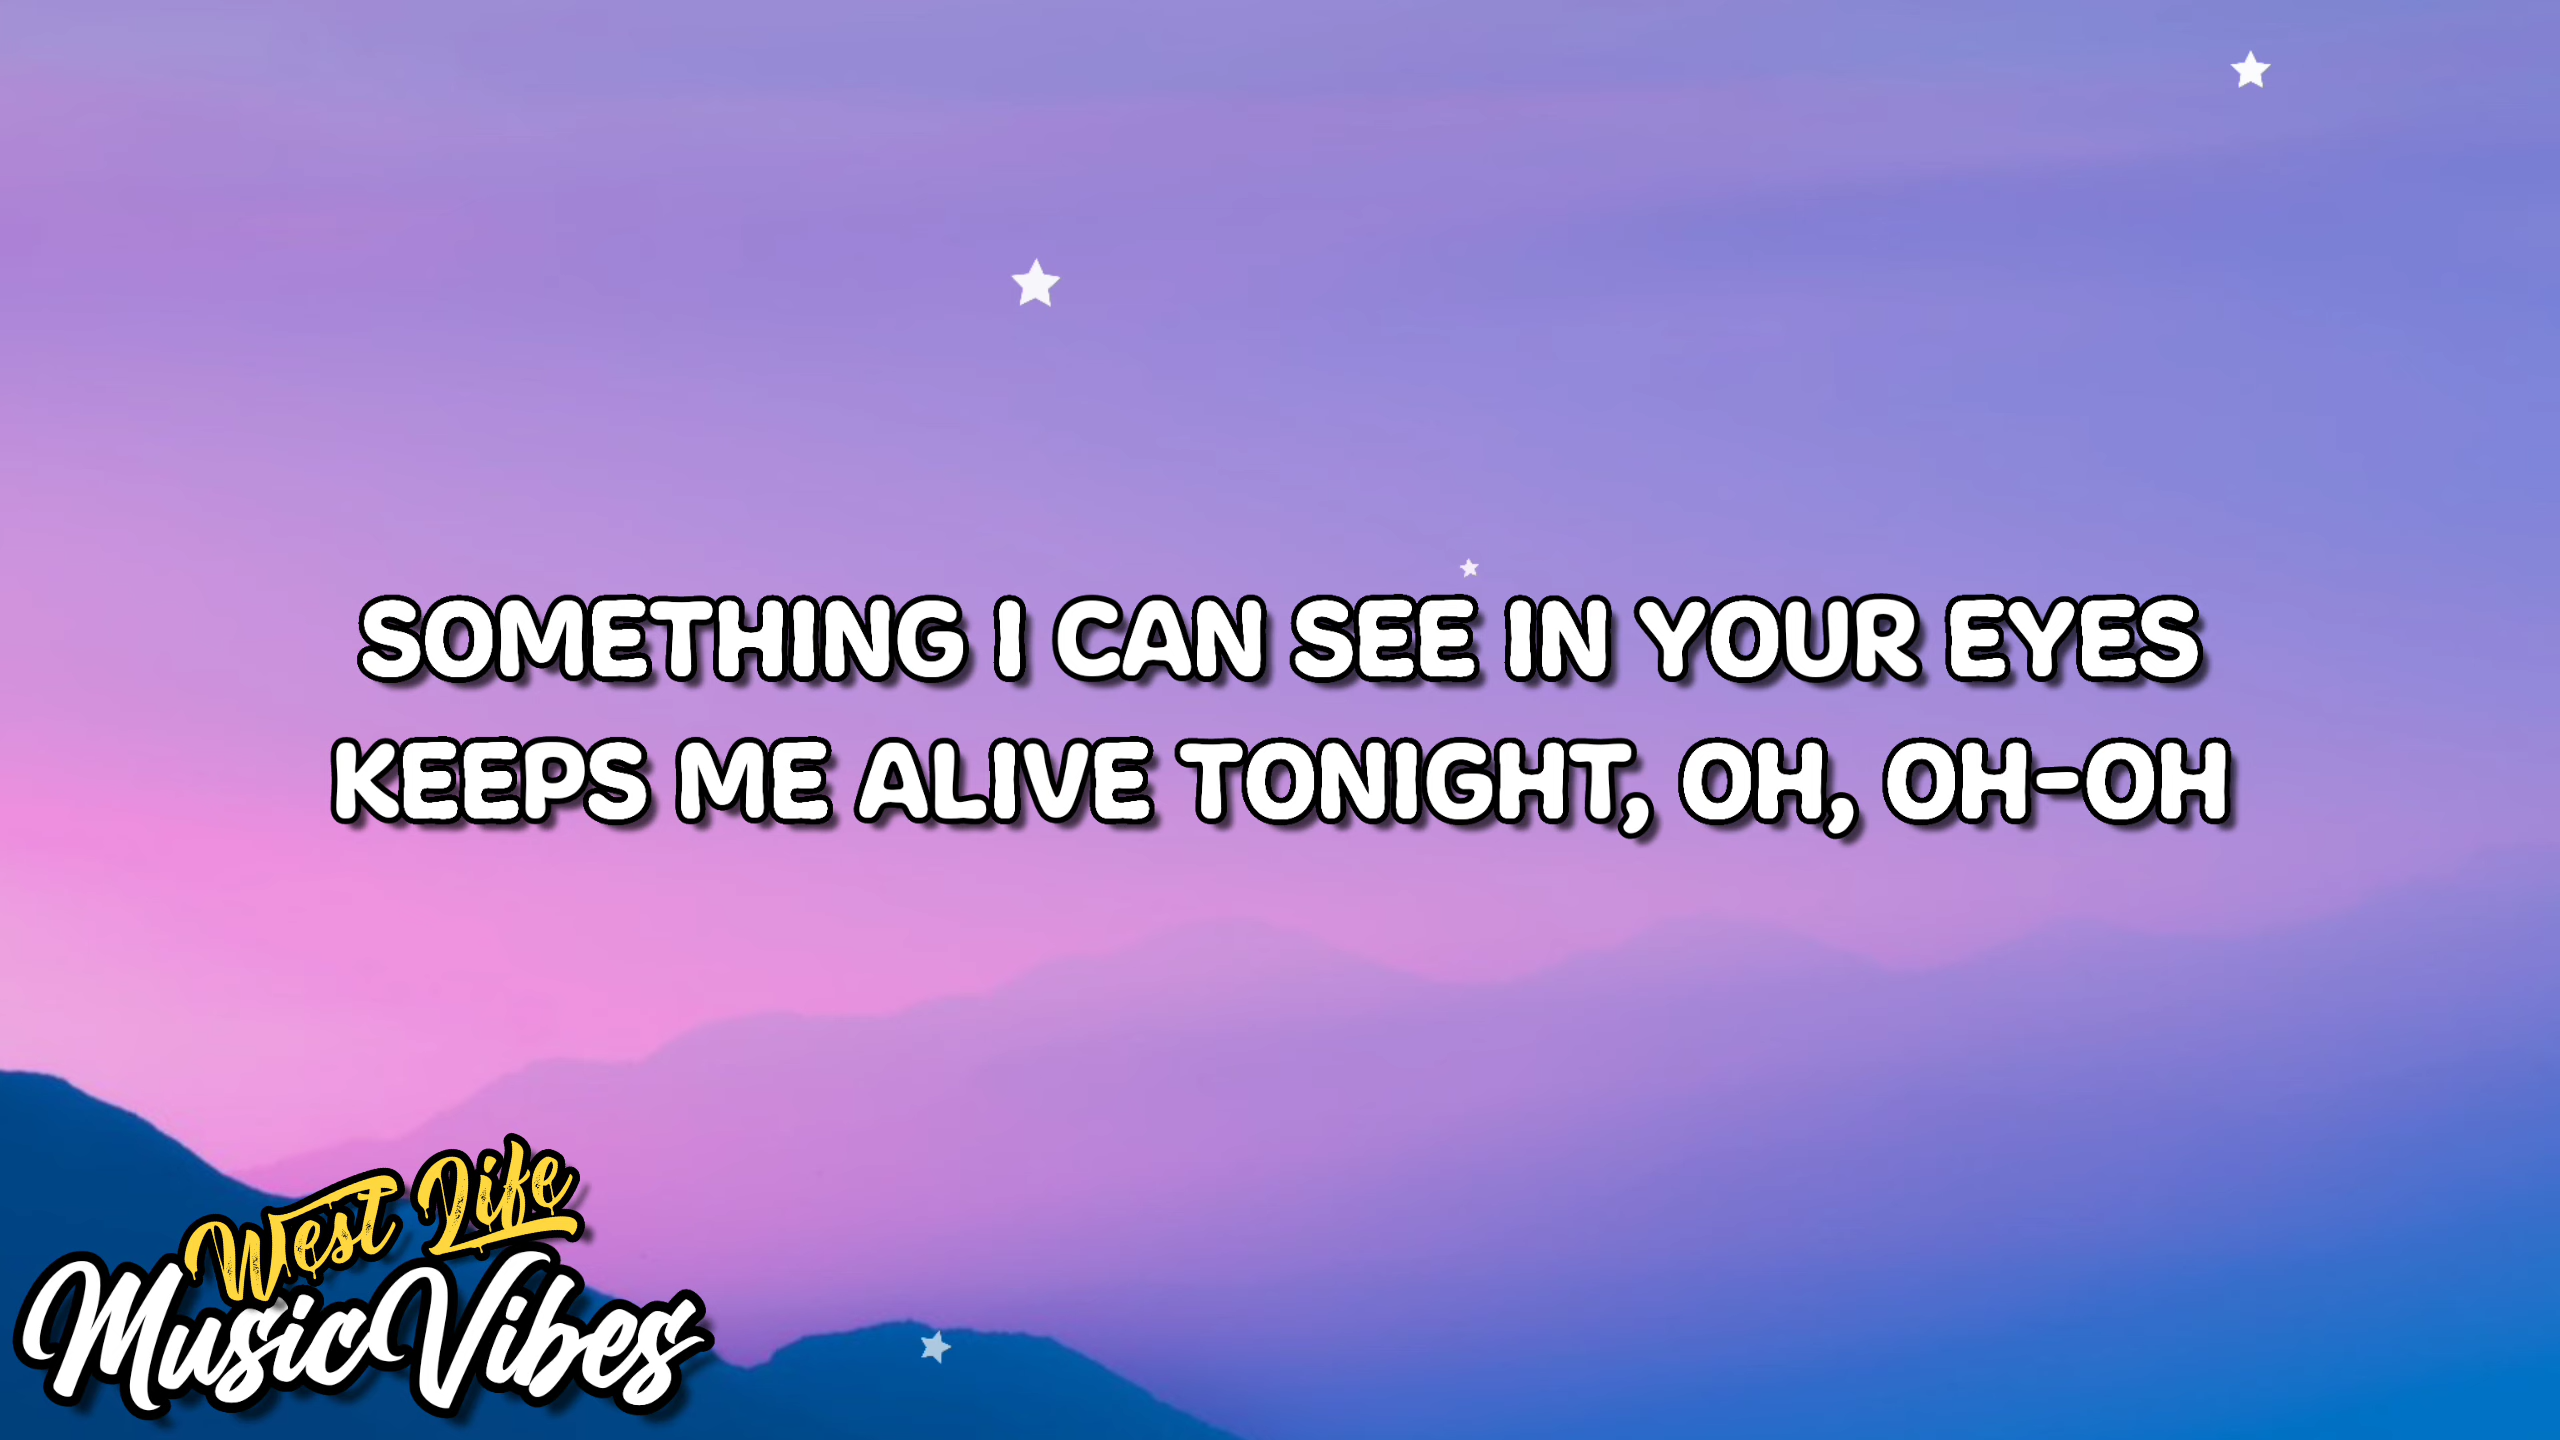 SOMETHING I CAN SEE IN YOUR EYES
KEEPS ME ALIVE TONIGHT, OH, OH-OH
West Life
Music Vibes